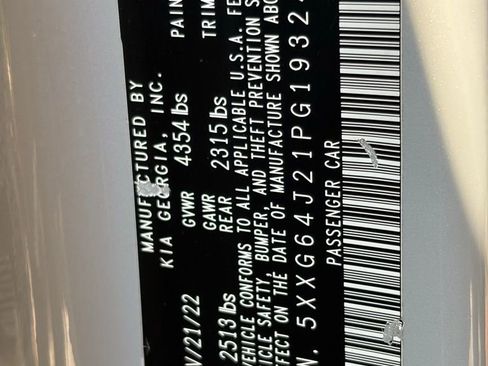 MANUFACTURED BY
KIA GEORGIA, INC.
/21/22 GVWR 4354 lbs PAIN
GAWR TRIM
2513 lbs REAR 2315 lbs
VEHICLE CONFORMS TO ALL APPLICABLE U.S.A. FE
HICLE SAFETY, BUMPER, AND THEFT PREVENTION S
EFFECT ON THE DATE OF MANUFACTURE SHOWN ABO
N. 5XXG64J21PG19324
PASSENGER CAR